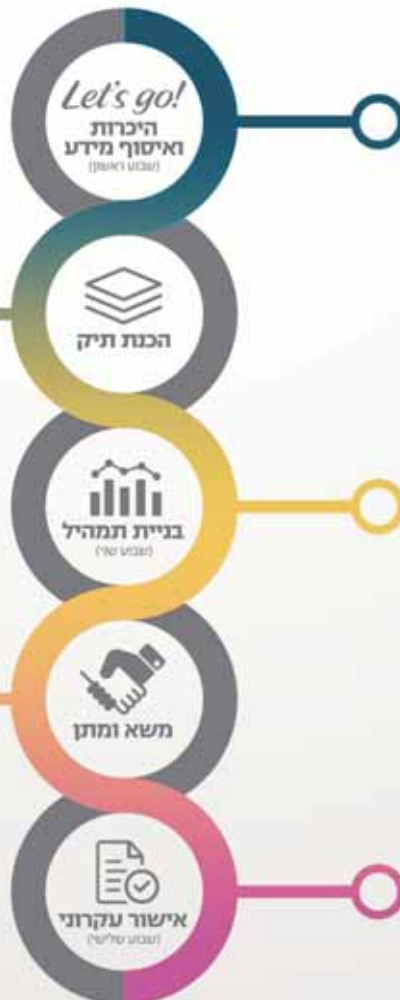 Let's go!
היכרות
ואיסוף מידע
(שבוע ראשון)
הכנת תיק
בניית תמהיל
(שבוע שני)
משא ומתן
אישור עקרוני
(שבוע שלישי)